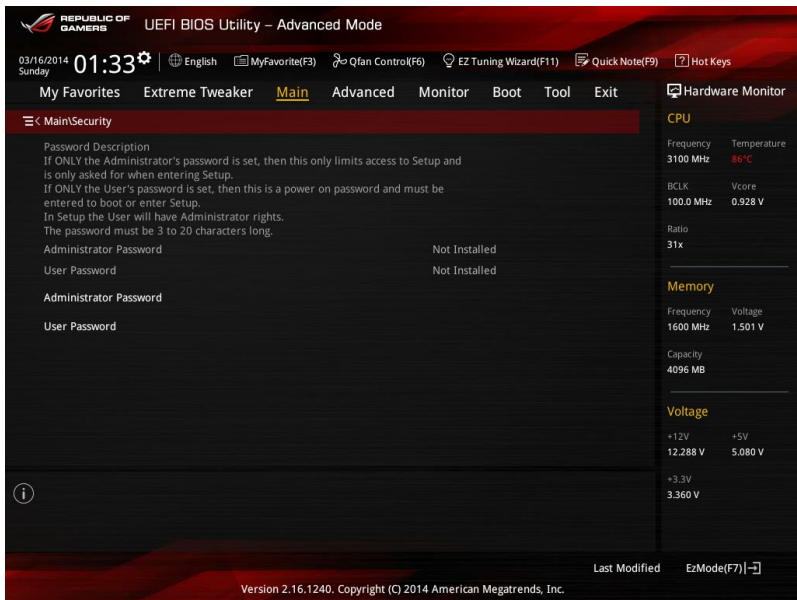 REPUBLIC OF
GAMERS
UEFI BIOS Utility – Advanced Mode
03/16/2014
Sunday
01:33
English
MyFavorite(F3)
Qfan Control(F6)
EZ Tuning Wizard(F11)
Quick Note(F9)
? Hot Keys
My Favorites
Extreme Tweaker
Main
Advanced
Monitor
Boot
Tool
Exit
Main\Security
Password Description
If ONLY the Administrator's password is set, then this only limits access to Setup and
is only asked for when entering Setup.
If ONLY the User's password is set, then this is a power on password and must be
entered to boot or enter Setup.
In Setup the User will have Administrator rights.
The password must be 3 to 20 characters long.
Administrator Password Not Installed
User Password Not Installed
Administrator Password
User Password
Hardware Monitor
CPU
Frequency Temperature
3100 MHz 86°C
BCLK Vcore
100.0 MHz 0.928 V
Ratio
31x
Memory
Frequency Voltage
1600 MHz 1.501 V
Capacity
4096 MB
Voltage
+12V +5V
12.288 V 5.080 V
+3.3V
3.360 V
i
Last Modified
EzMode(F7)
Version 2.16.1240. Copyright (C) 2014 American Megatrends, Inc.